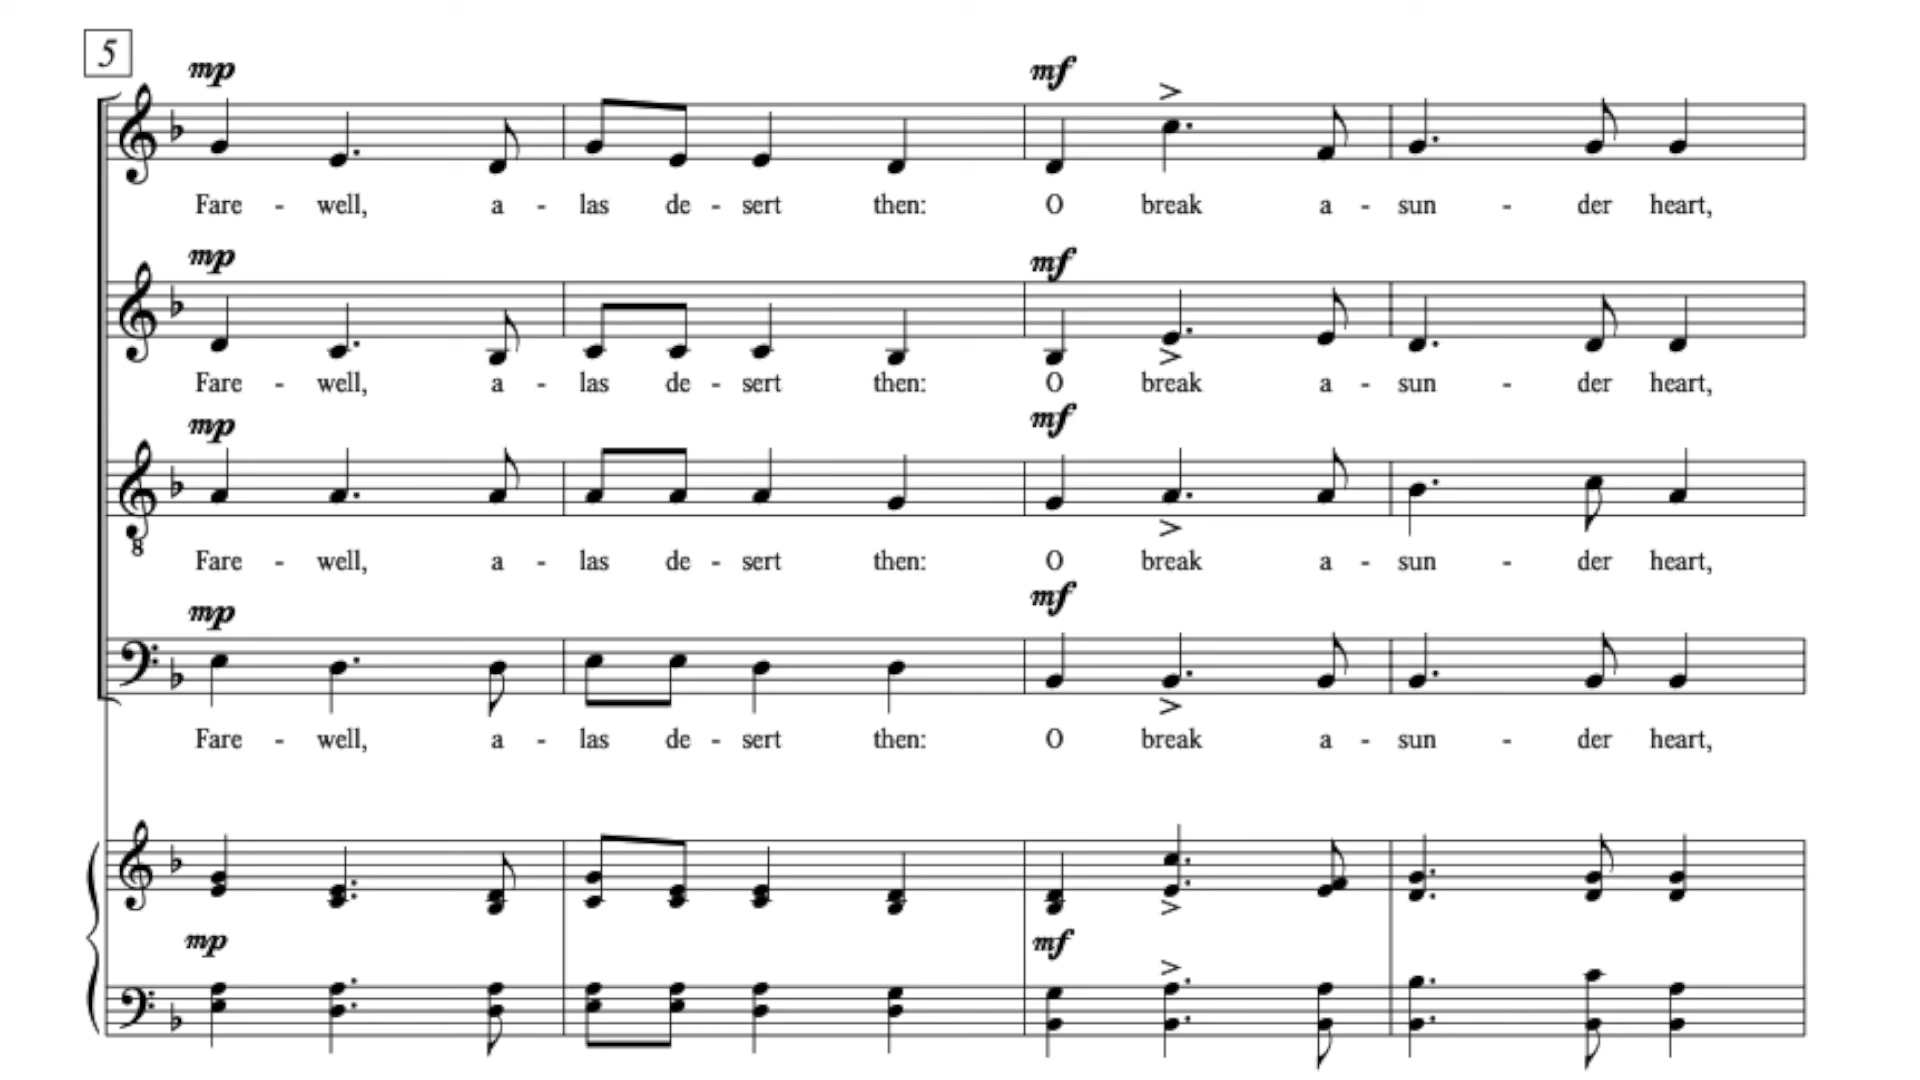 5
mp mf
Fare - well, a - las de - sert then: O break a - sun - der heart,
mp mf
Fare - well, a - las de - sert then: O break a - sun - der heart,
mp mf
8
Fare - well, a - las de - sert then: O break a - sun - der heart,
mp mf
Fare - well, a - las de - sert then: O break a - sun - der heart,
mp mf